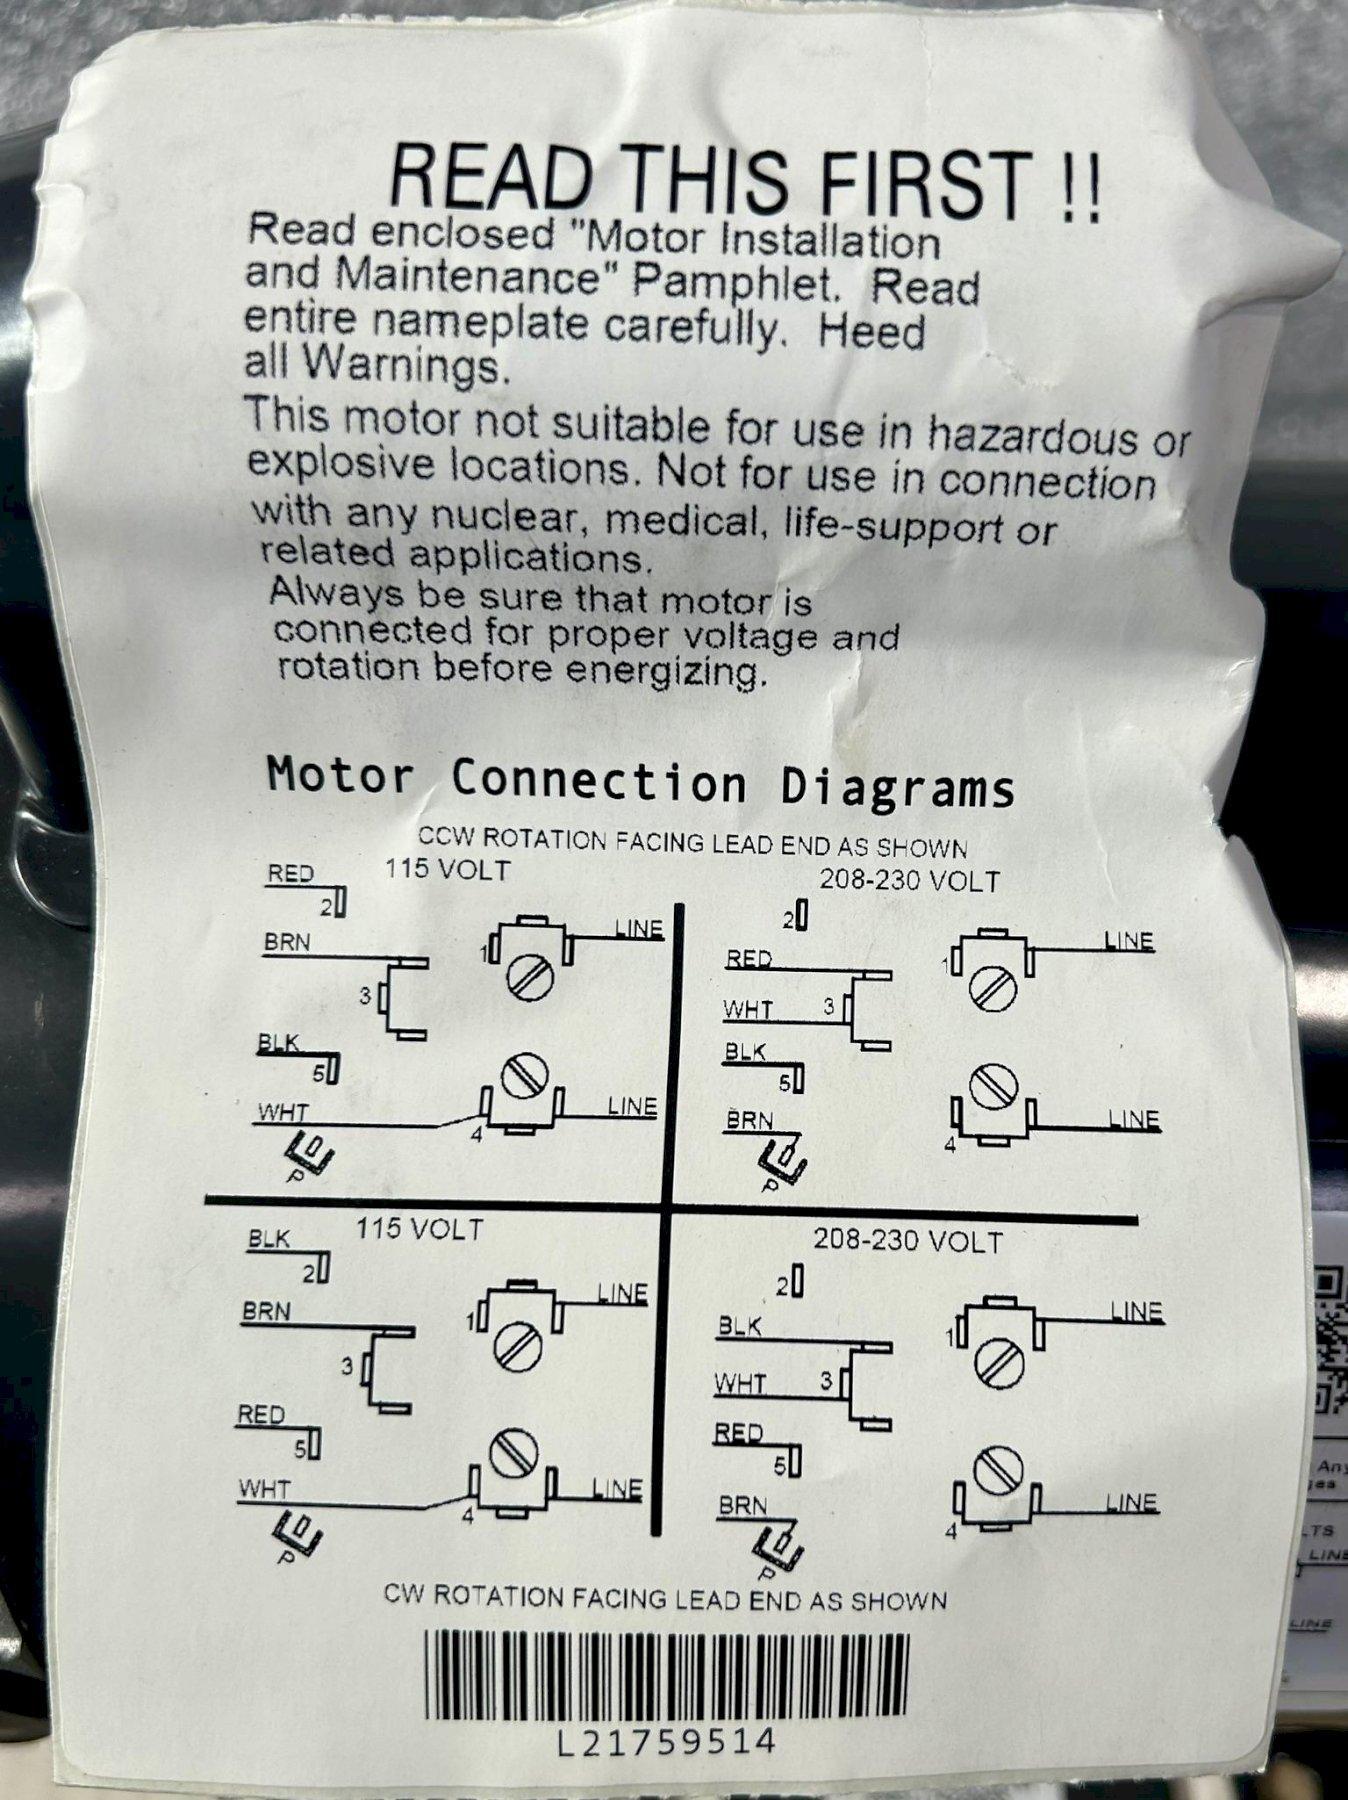 READ THIS FIRST !!
Read enclosed "Motor Installation
and Maintenance" Pamphlet. Read
entire nameplate carefully. Heed
all Warnings.
This motor not suitable for use in hazardous or
explosive locations. Not for use in connection
with any nuclear, medical, life-support or
related applications.
Always be sure that motor is
connected for proper voltage and
rotation before energizing.
Motor Connection Diagrams
CCW ROTATION FACING LEAD END AS SHOWN
115 VOLT
RED
2
BRN
3
BLK
5
WHT
P
1
LINE
4
LINE
208-230 VOLT
2
RED
WHT
3
BLK
5
BRN
P
1
LINE
4
LINE
115 VOLT
BLK
2
BRN
3
RED
5
WHT
P
1
LINE
4
LINE
208-230 VOLT
2
BLK
WHT
3
RED
5
BRN
P
1
LINE
4
LINE
CW ROTATION FACING LEAD END AS SHOWN
L21759514
Any
LINE
LINE